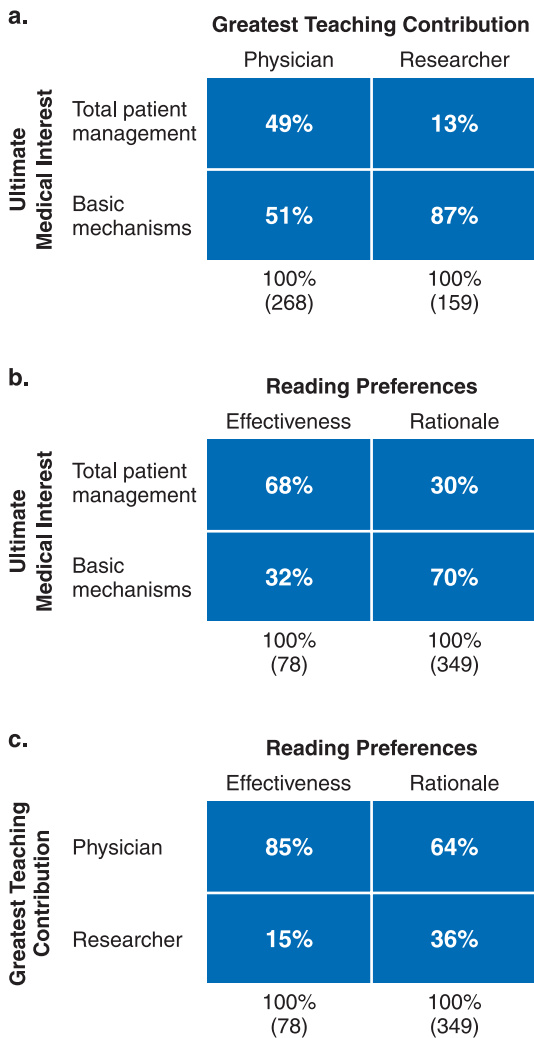 a.
Greatest Teaching Contribution
Physician Researcher
Ultimate
Medical Interest
Total patient
management
49% 13%
Basic
mechanisms
51% 87%
100% 100%
(268) (159)
b.
Reading Preferences
Effectiveness Rationale
Ultimate
Medical Interest
Total patient
management
68% 30%
Basic
mechanisms
32% 70%
100% 100%
(78) (349)
c.
Reading Preferences
Effectiveness Rationale
Greatest Teaching
Contribution
Physician 85% 64%
Researcher 15% 36%
100% 100%
(78) (349)